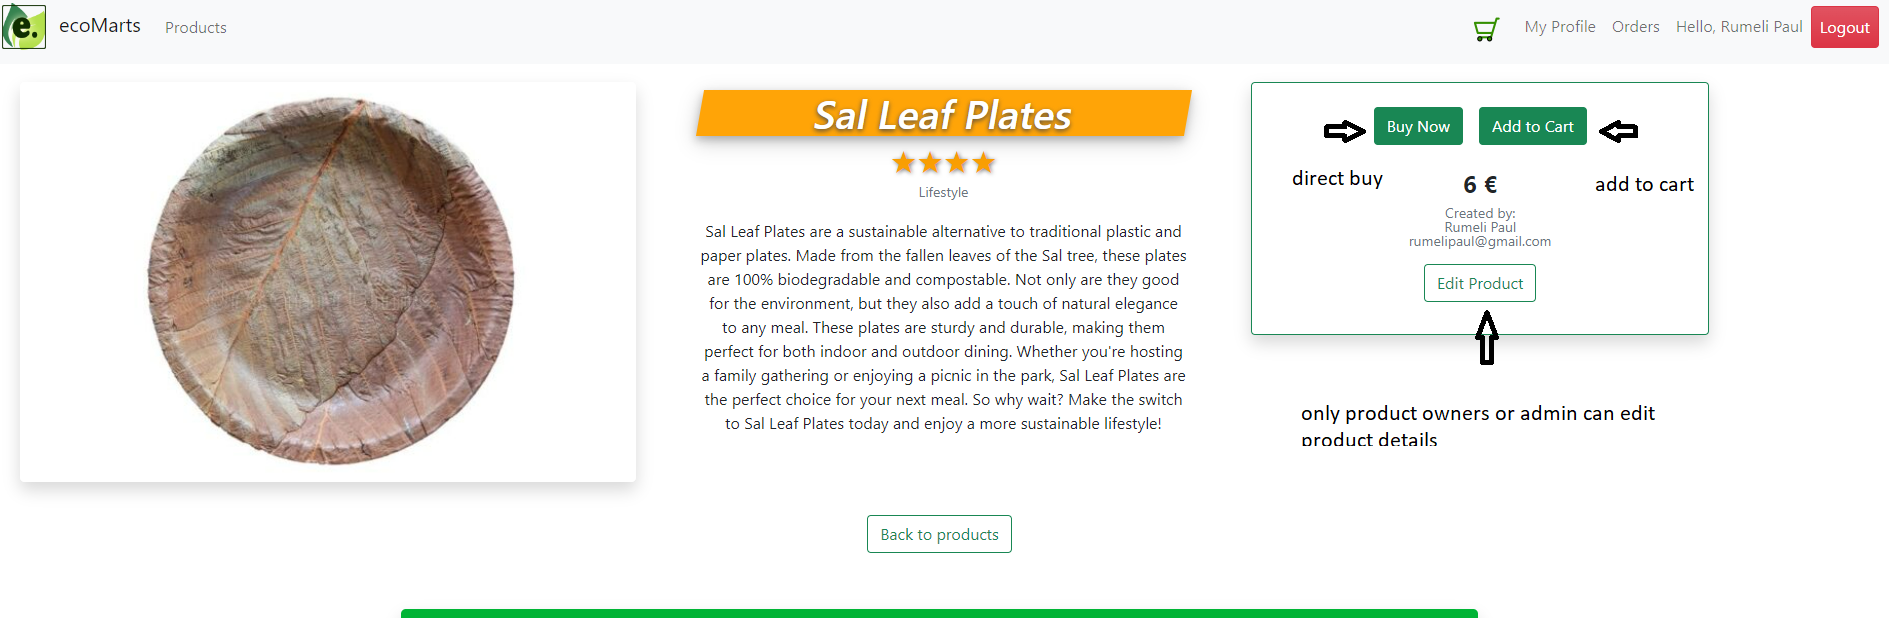 e.
ecoMarts
Products
My Profile
Orders
Hello, Rumeli Paul
Logout
Sal Leaf Plates
Lifestyle
Sal Leaf Plates are a sustainable alternative to traditional plastic and
paper plates. Made from the fallen leaves of the Sal tree, these plates
are 100% biodegradable and compostable. Not only are they good
for the environment, but they also add a touch of natural elegance
to any meal. These plates are sturdy and durable, making them
perfect for both indoor and outdoor dining. Whether you're hosting
a family gathering or enjoying a picnic in the park, Sal Leaf Plates are
the perfect choice for your next meal. So why wait? Make the switch
to Sal Leaf Plates today and enjoy a more sustainable lifestyle!
Buy Now
Add to Cart
direct buy
add to cart
6 €
Created by:
Rumeli Paul
rumelipaul@gmail.com
Edit Product
only product owners or admin can edit
product details
Back to products